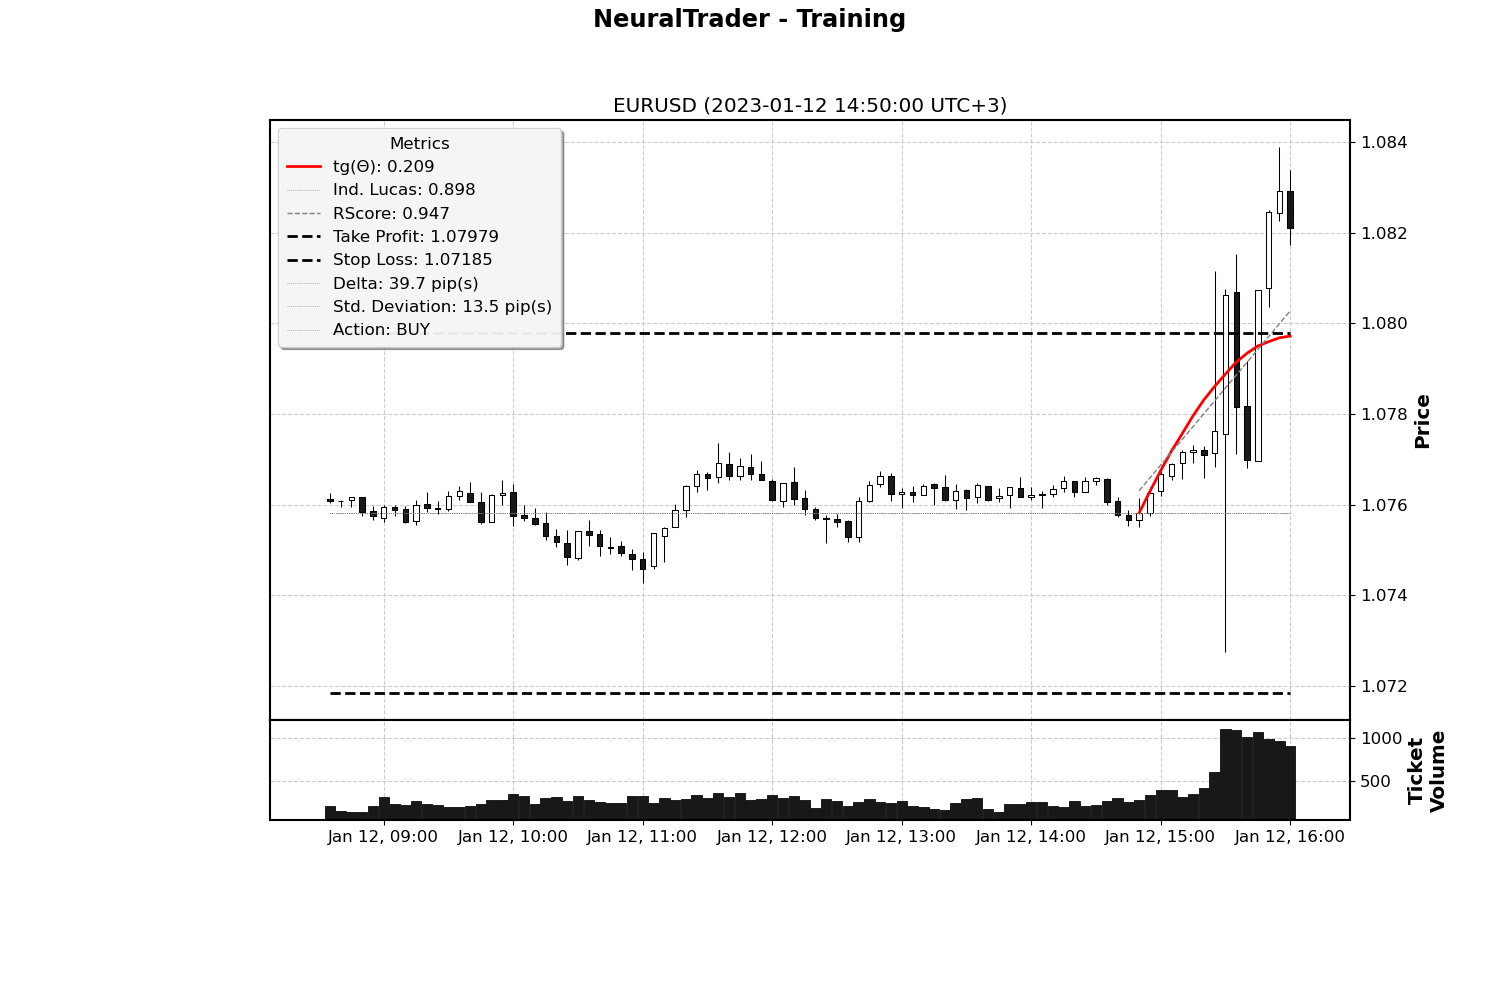 NeuralTrader - Training
EURUSD (2023-01-12 14:50:00 UTC+3)
Metrics
tg(Θ): 0.209
Ind. Lucas: 0.898
RScore: 0.947
Take Profit: 1.07979
Stop Loss: 1.07185
Delta: 39.7 pip(s)
Std. Deviation: 13.5 pip(s)
Action: BUY
1.084
1.082
1.080
1.078
1.076
1.074
1.072
Price
1000
500
Ticket
Volume
Jan 12, 09:00
Jan 12, 10:00
Jan 12, 11:00
Jan 12, 12:00
Jan 12, 13:00
Jan 12, 14:00
Jan 12, 15:00
Jan 12, 16:00